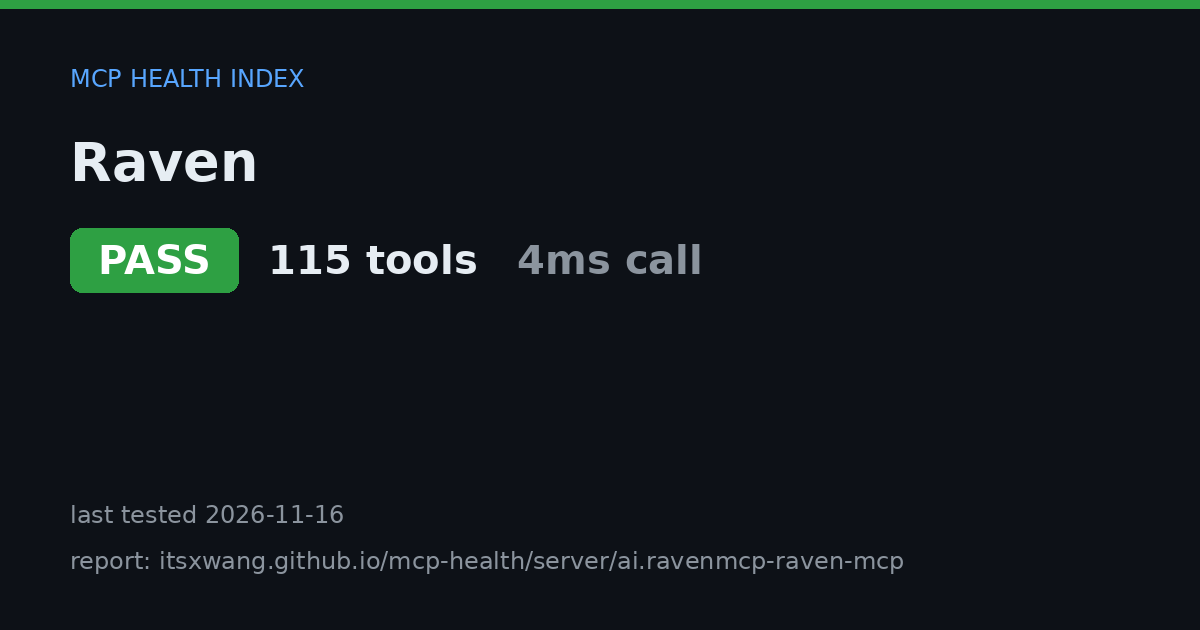 MCP HEALTH INDEX
Raven
PASS 115 tools 4ms call
last tested 2026-11-16
report: itsxwang.github.io/mcp-health/server/ai.ravenmcp-raven-mcp